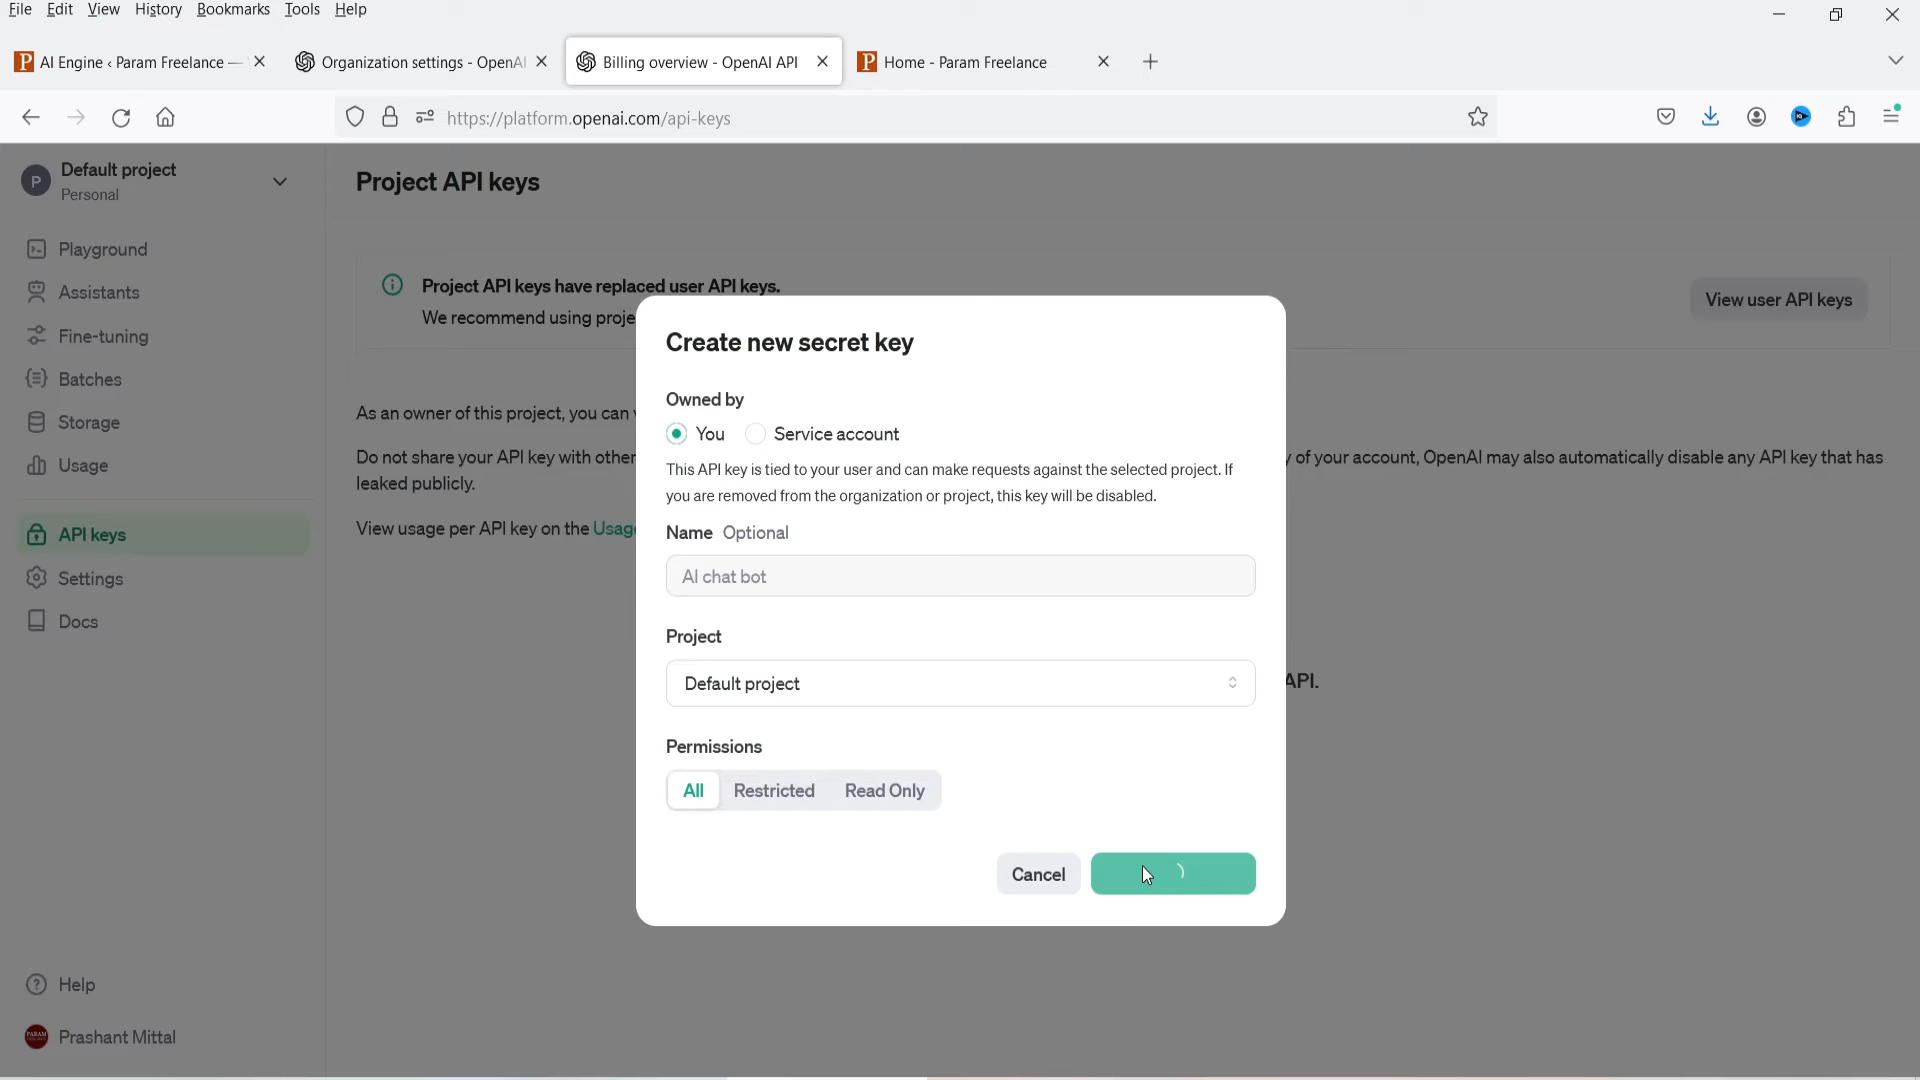 File Edit View History Bookmarks Tools Help
AI Engine ‹ Param Freelance —
Organization settings - OpenAI
Billing overview - OpenAI API
Home - Param Freelance
https://platform.openai.com/api-keys
P
Default project
Personal
Playground
Assistants
Fine-tuning
Batches
Storage
Usage
API keys
Settings
Docs
Help
Prashant Mittal
Project API keys
Project API keys have replaced user API keys.
We recommend using proje
View user API keys
As an owner of this project, you can
Do not share your API key with other
y of your account, OpenAI may also automatically disable any API key that has
leaked publicly.
View usage per API key on the Usag
API.
Create new secret key
Owned by
You
Service account
This API key is tied to your user and can make requests against the selected project. If
you are removed from the organization or project, this key will be disabled.
Name Optional
AI chat bot
Project
Default project
Permissions
All
Restricted
Read Only
Cancel